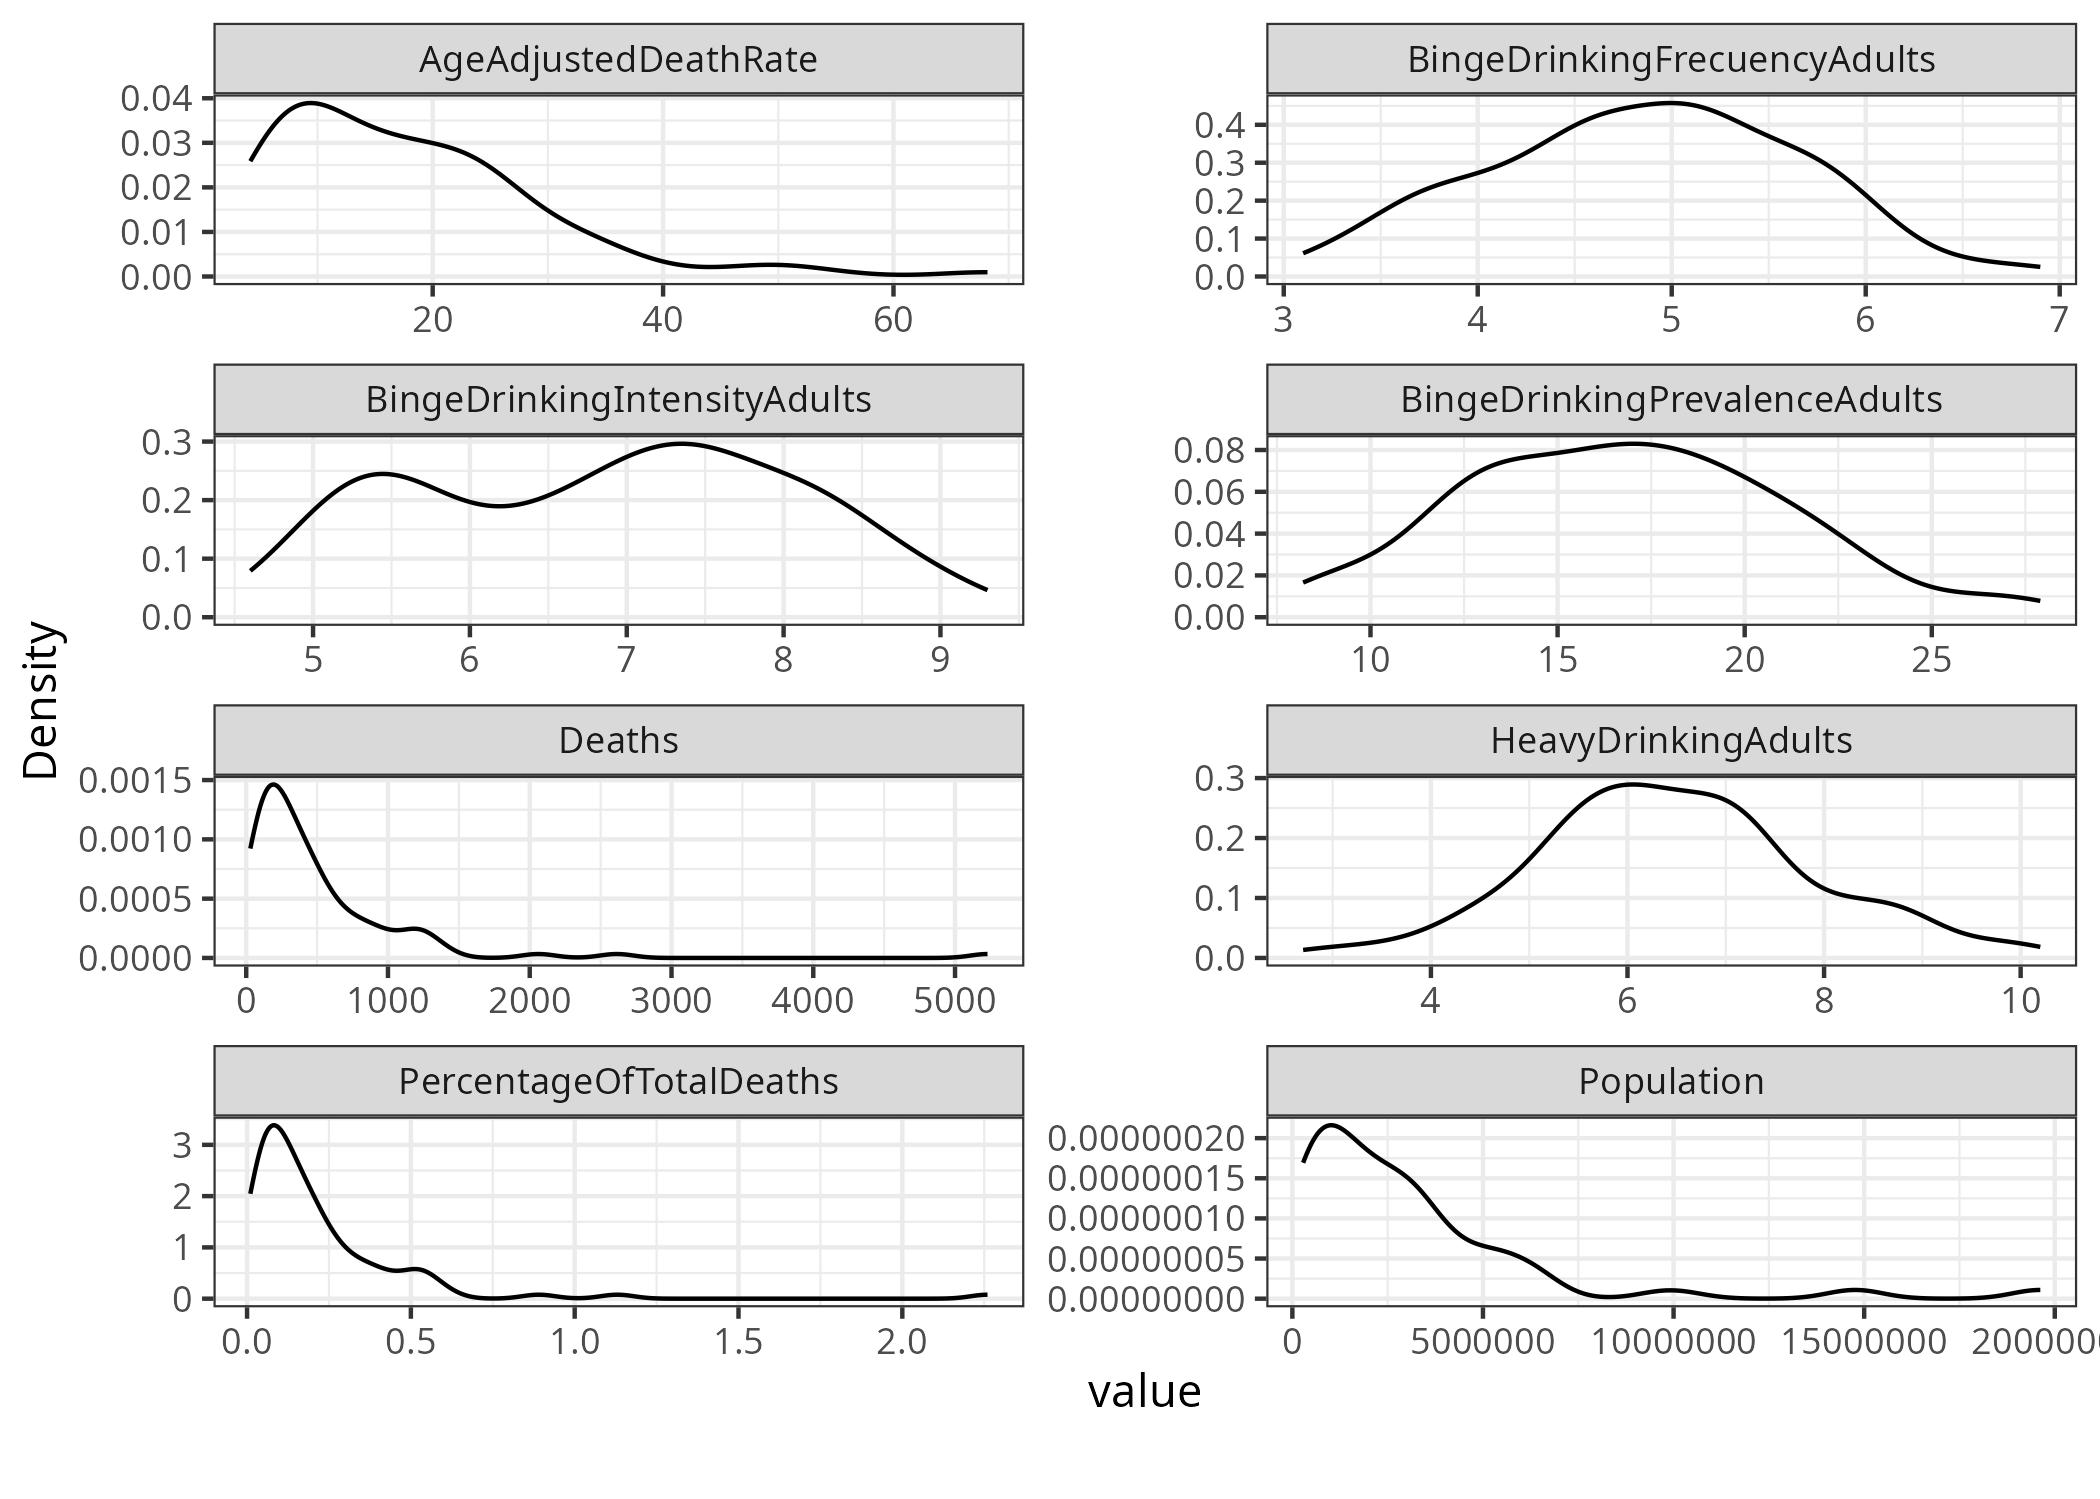 AgeAdjustedDeathRate
0.04
0.03
0.02
0.01
0.00
20 40 60
BingeDrinkingFrecuencyAdults
0.4
0.3
0.2
0.1
0.0
3 4 5 6 7
BingeDrinkingIntensityAdults
0.3
0.2
0.1
0.0
5 6 7 8 9
BingeDrinkingPrevalenceAdults
0.08
0.06
0.04
0.02
0.00
10 15 20 25
Density
Deaths
0.0015
0.0010
0.0005
0.0000
0 1000 2000 3000 4000 5000
HeavyDrinkingAdults
0.3
0.2
0.1
0.0
4 6 8 10
PercentageOfTotalDeaths
3
2
1
0
0.0 0.5 1.0 1.5 2.0
Population
0.00000020
0.00000015
0.00000010
0.00000005
0.00000000
0 5000000 10000000 15000000
value